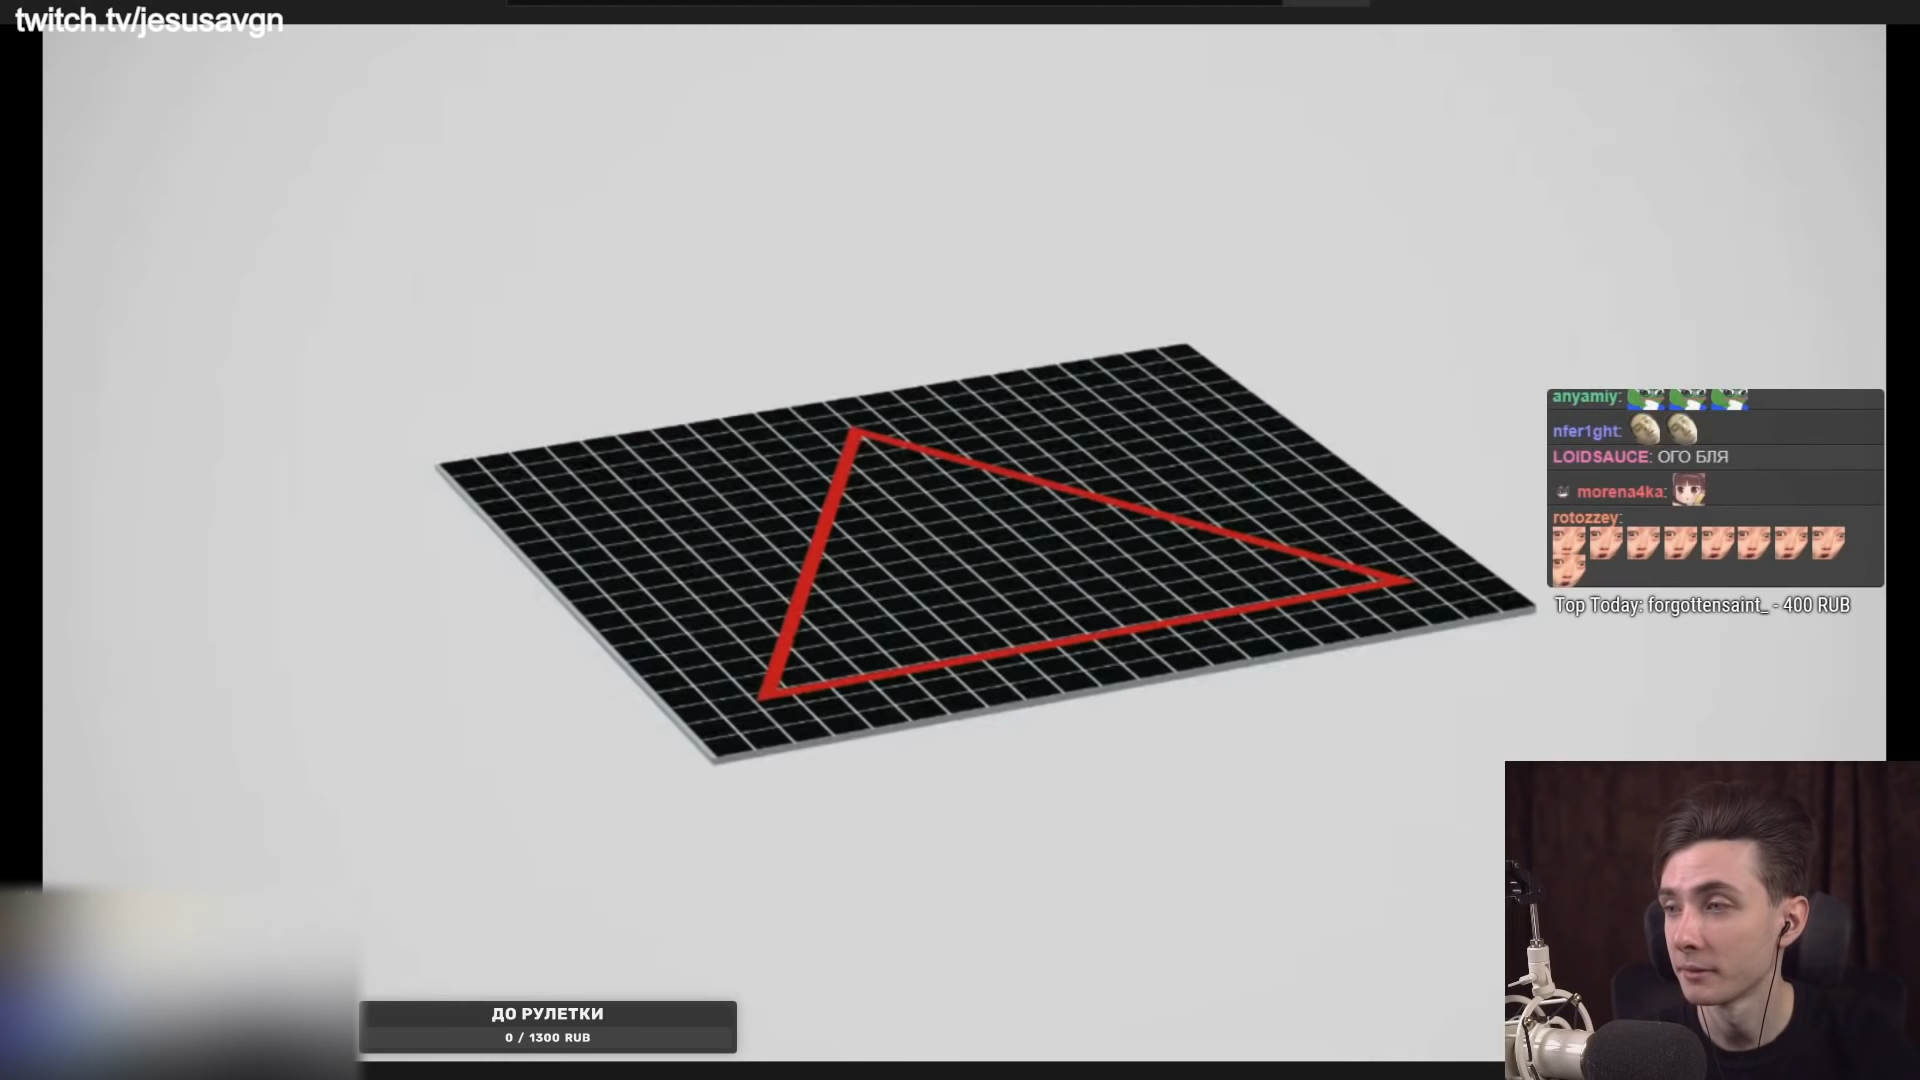 twitch.tv/jesusavgn
anyamiy:
nfer1ght:
LOIDSAUCE: ОГО БЛЯ
morena4ka:
rotozzey:
Top Today: forgottensaint_ - 400 RUB
ДО РУЛЕТКИ
0 / 1300 RUB